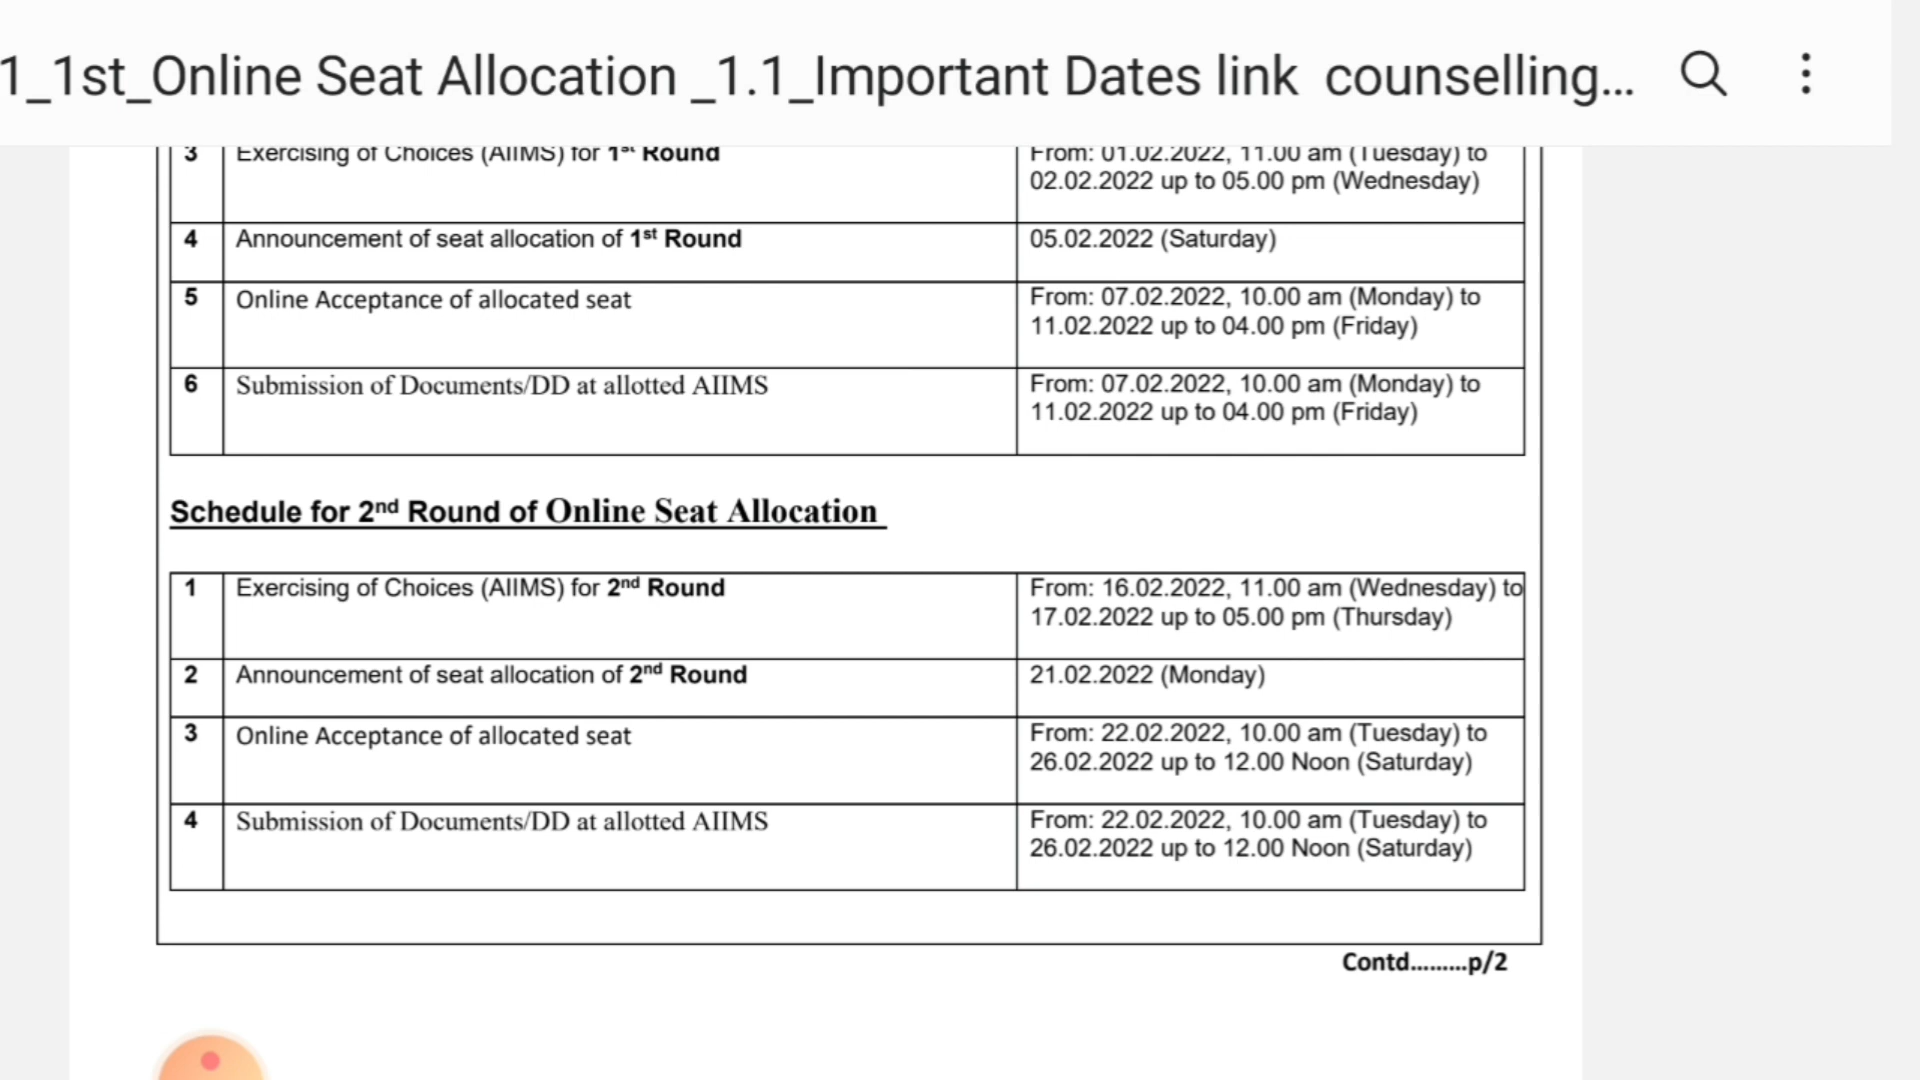 1_1st_Online Seat Allocation _1.1_Important Dates link counselling...
3 Exercising of Choices (AIIMS) for 1st Round From: 01.02.2022, 11.00 am (Tuesday) to
02.02.2022 up to 05.00 pm (Wednesday)
4 Announcement of seat allocation of 1st Round 05.02.2022 (Saturday)
5 Online Acceptance of allocated seat From: 07.02.2022, 10.00 am (Monday) to
11.02.2022 up to 04.00 pm (Friday)
6 Submission of Documents/DD at allotted AIIMS From: 07.02.2022, 10.00 am (Monday) to
11.02.2022 up to 04.00 pm (Friday)
Schedule for 2nd Round of Online Seat Allocation
1 Exercising of Choices (AIIMS) for 2nd Round From: 16.02.2022, 11.00 am (Wednesday) to
17.02.2022 up to 05.00 pm (Thursday)
2 Announcement of seat allocation of 2nd Round 21.02.2022 (Monday)
3 Online Acceptance of allocated seat From: 22.02.2022, 10.00 am (Tuesday) to
26.02.2022 up to 12.00 Noon (Saturday)
4 Submission of Documents/DD at allotted AIIMS From: 22.02.2022, 10.00 am (Tuesday) to
26.02.2022 up to 12.00 Noon (Saturday)
Contd.........p/2